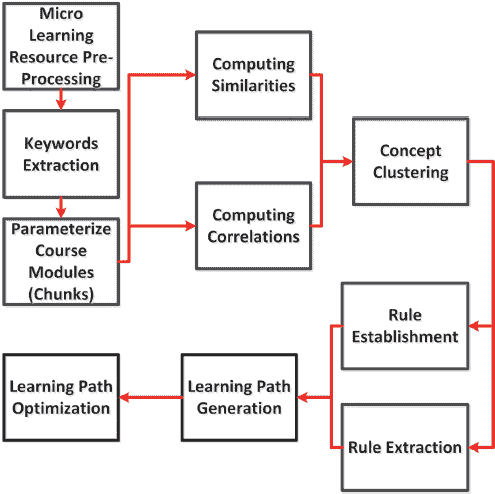 Micro
Learning
Resource Pre-
Processing
Keywords
Extraction
Parameterize
Course
Modules
(Chunks)
Computing
Similarities
Computing
Correlations
Concept
Clustering
Rule
Establishment
Rule Extraction
Learning Path
Generation
Learning Path
Optimization